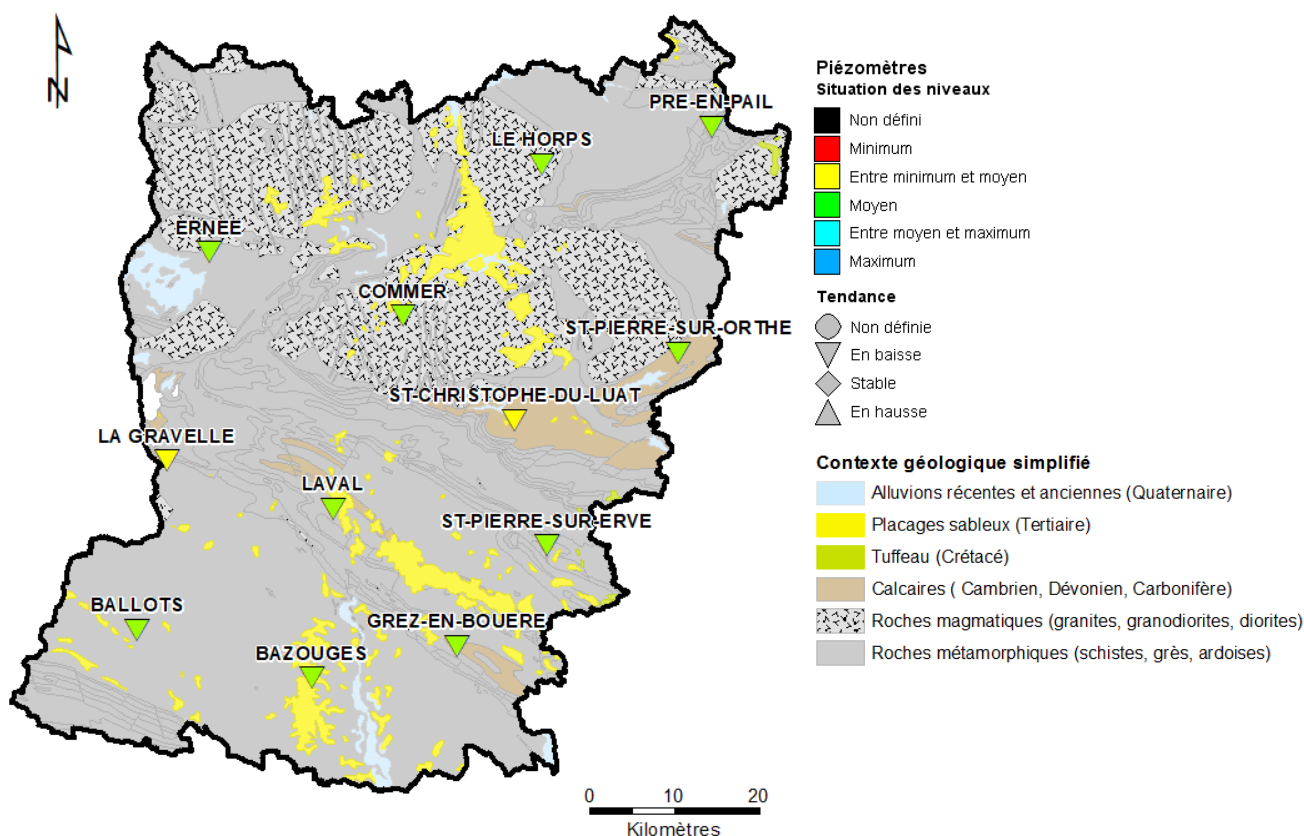 N
PRE-EN-PAIL
LE HORPS
ERNEE
COMMER
ST-PIERRE-SUR-ORTHE
ST-CHRISTOPHE-DU-LUAT
LA GRAVELLE
LAVAL
ST-PIERRE-SUR-ERVE
BALLOTS
GREZ-EN-BOUERE
BAZOUGES
Piézomètres
Situation des niveaux
Non défini
Minimum
Entre minimum et moyen
Moyen
Entre moyen et maximum
Maximum
Tendance
Non définie
En baisse
Stable
En hausse
Contexte géologique simplifié
Alluvions récentes et anciennes (Quaternaire)
Placages sableux (Tertiaire)
Tuffeau (Crétacé)
Calcaires ( Cambrien, Dévonien, Carbonifère)
Roches magmatiques (granites, granodiorites, diorites)
Roches métamorphiques (schistes, grès, ardoises)
0 10 20
Kilomètres